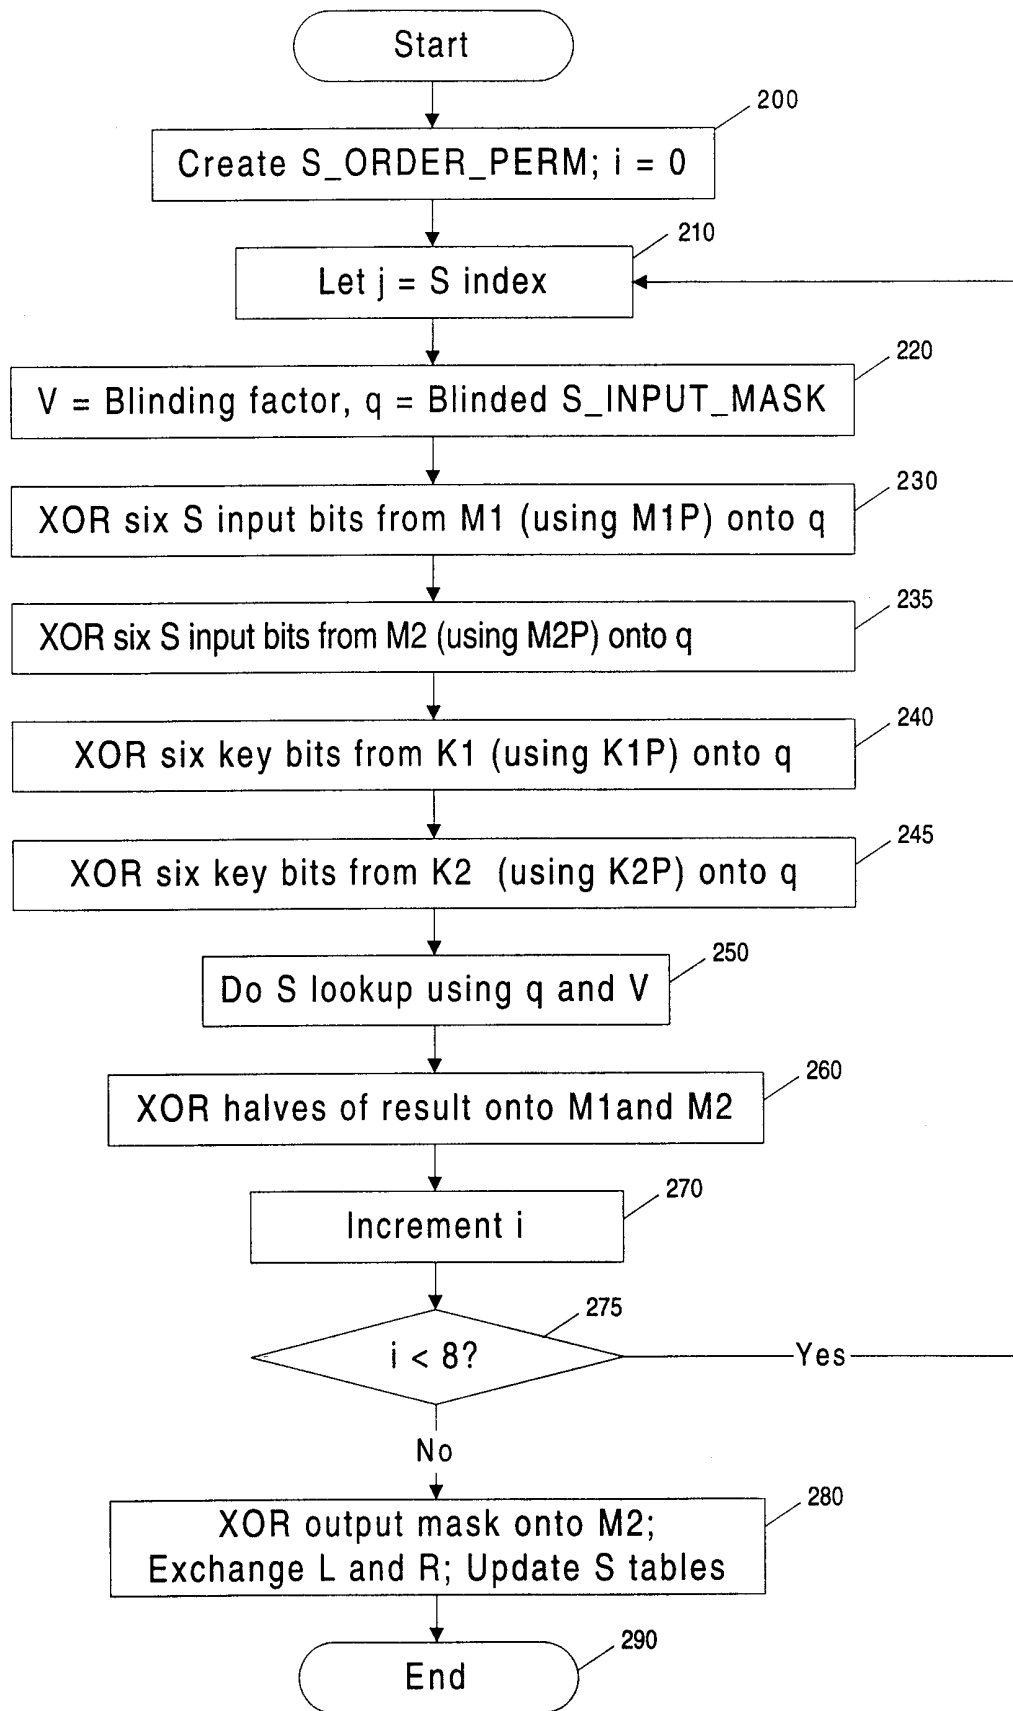 Start
200
Create S_ORDER_PERM; i = 0
210
Let j = S index
220
V = Blinding factor, q = Blinded S_INPUT_MASK
230
XOR six S input bits from M1 (using M1P) onto q
235
XOR six S input bits from M2 (using M2P) onto q
240
XOR six key bits from K1 (using K1P) onto q
245
XOR six key bits from K2 (using K2P) onto q
250
Do S lookup using q and V
260
XOR halves of result onto M1and M2
270
Increment i
275
i < 8?
Yes
No
280
XOR output mask onto M2;
Exchange L and R; Update S tables
290
End